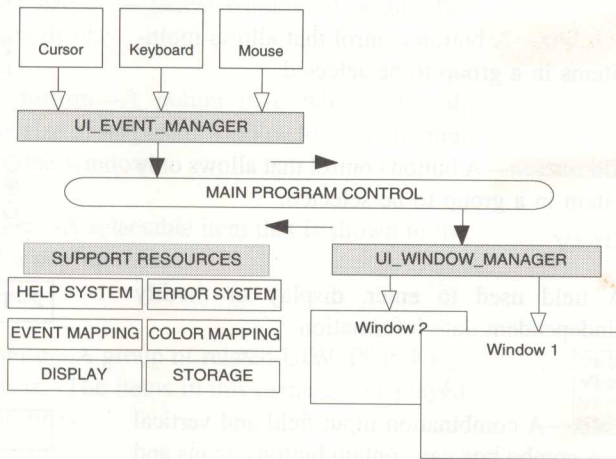 Cursor
Keyboard
Mouse
UI_EVENT_MANAGER
MAIN PROGRAM CONTROL
SUPPORT RESOURCES
UI_WINDOW_MANAGER
HELP SYSTEM
ERROR SYSTEM
EVENT MAPPING
COLOR MAPPING
DISPLAY
STORAGE
Window 2
Window 1